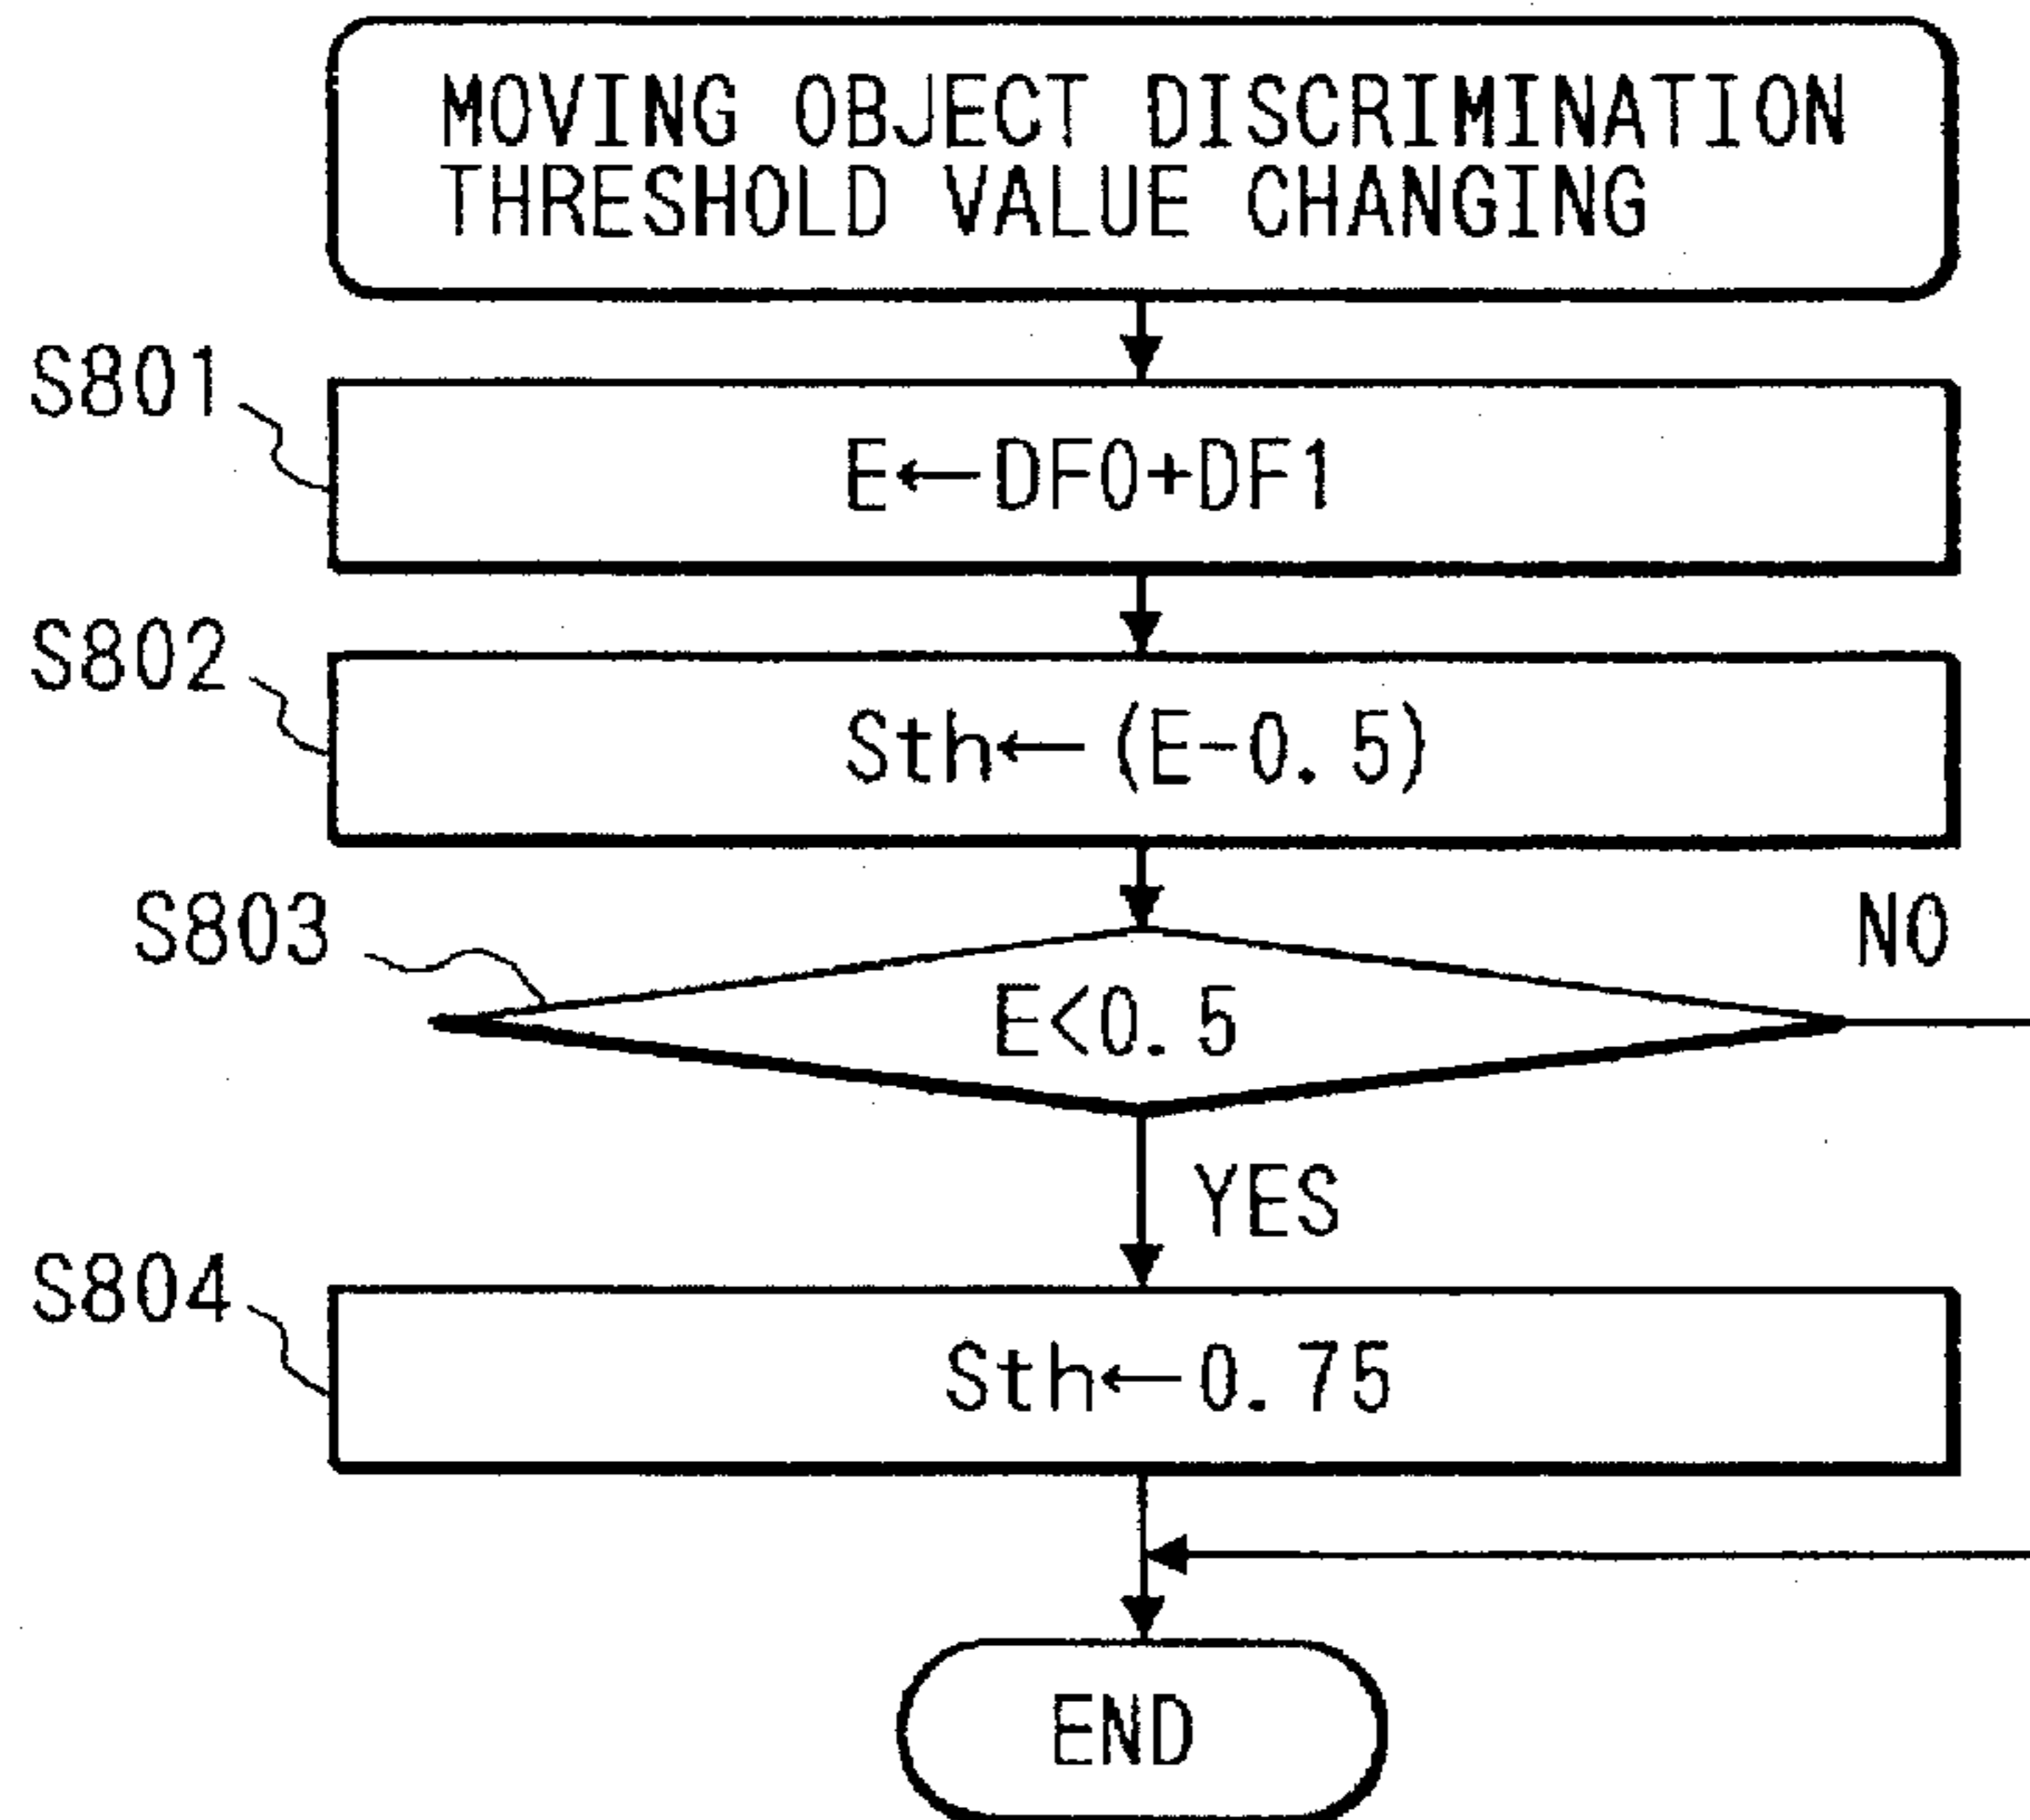 MOVING OBJECT DISCRIMINATION
THRESHOLD VALUE CHANGING
S801
E←DF0+DF1
S802
Sth←(E-0.5)
S803
NO
E<0.5
YES
S804
Sth←0.75
END